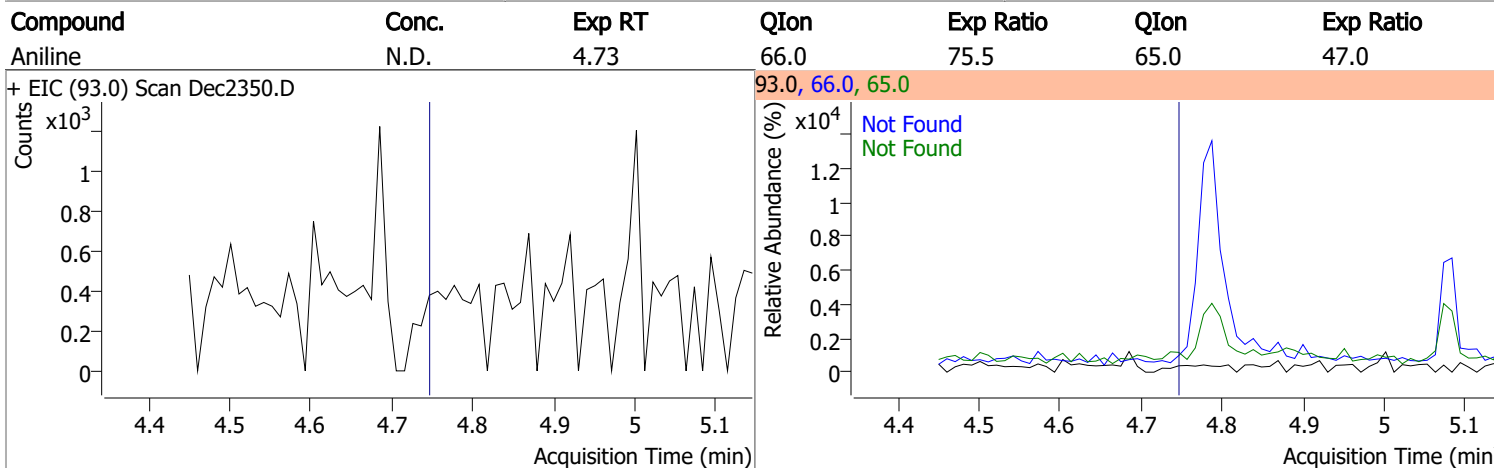 Compound Conc. Exp RT QIon Exp Ratio QIon Exp Ratio
Aniline N.D. 4.73 66.0 75.5 65.0 47.0
+ EIC (93.0) Scan Dec2350.D
Counts
x10³
1
0.8
0.6
0.4
0.2
0
4.4 4.5 4.6 4.7 4.8 4.9 5 5.1
Acquisition Time (min)
93.0, 66.0, 65.0
Relative Abundance (%)
x10⁴
Not Found
Not Found
1.2
1
0.8
0.6
0.4
0.2
0
4.4 4.5 4.6 4.7 4.8 4.9 5 5.1
Acquisition Time (min